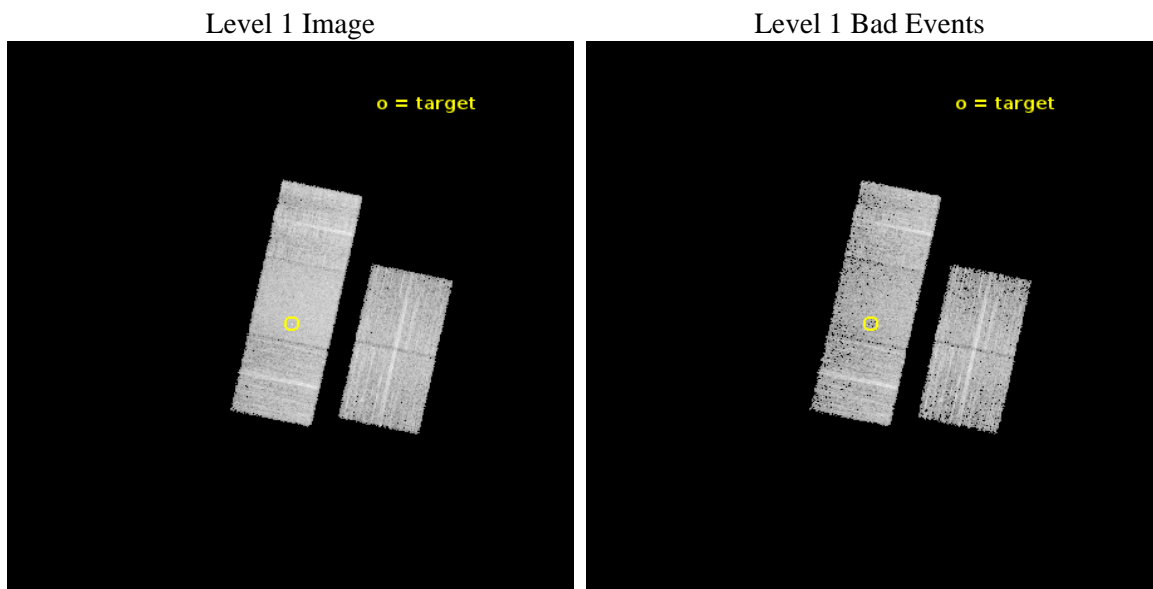 Level 1 Image
Level 1 Bad Events
o = target
o = target